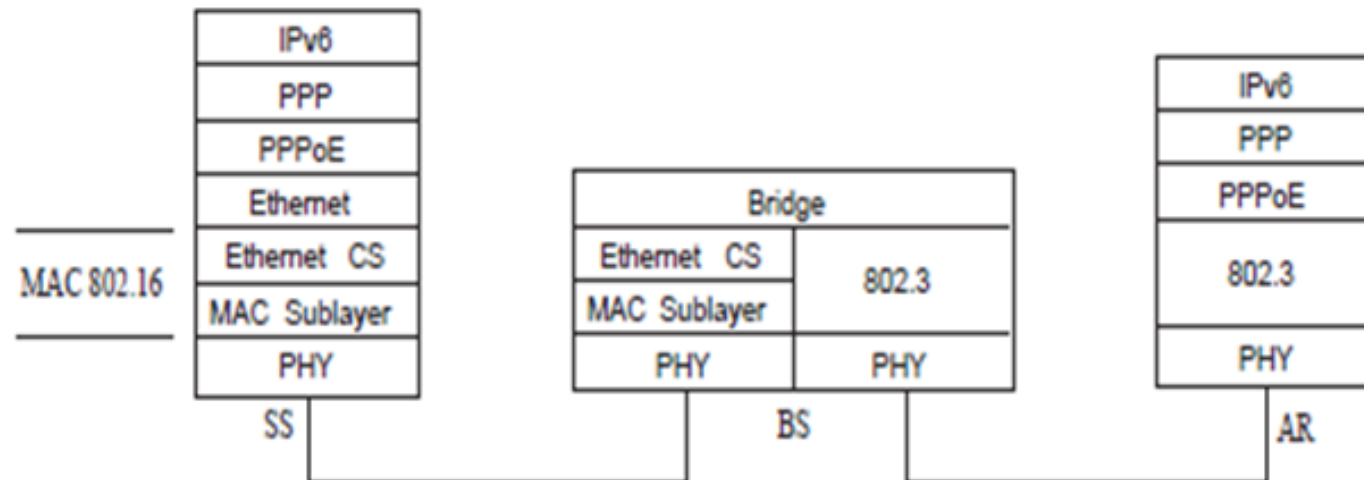 IPv6
PPP
PPPoE
Ethernet
Ethernet CS
MAC Sublayer
PHY
MAC 802.16
SS
Bridge
Ethernet CS
MAC Sublayer
802.3
PHY
PHY
BS
IPv6
PPP
PPPoE
802.3
PHY
AR